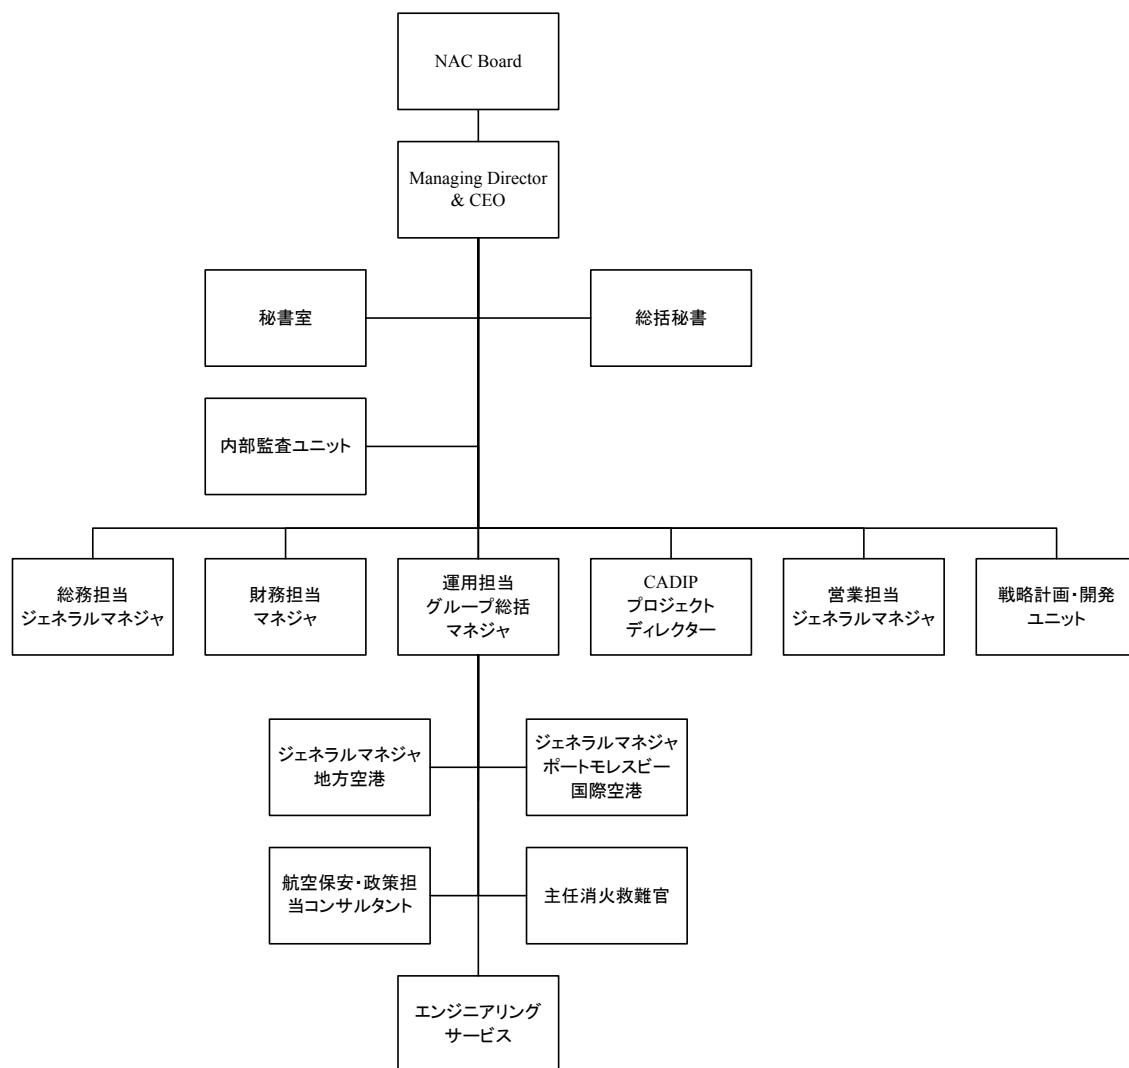 NAC Board
Managing Director
& CEO
秘書室
総括秘書
内部監査ユニット
総務担当
ジェネラルマネジャ
財務担当
マネジャ
運用担当
グループ総括
マネジャ
CADIP
プロジェクト
ディレクター
営業担当
ジェネラルマネジャ
戦略計画・開発
ユニット
ジェネラルマネジャ
地方空港
ジェネラルマネジャ
ポートモレスビー
国際空港
航空保安・政策担
当コンサルタント
主任消火救難官
エンジニアリング
サービス